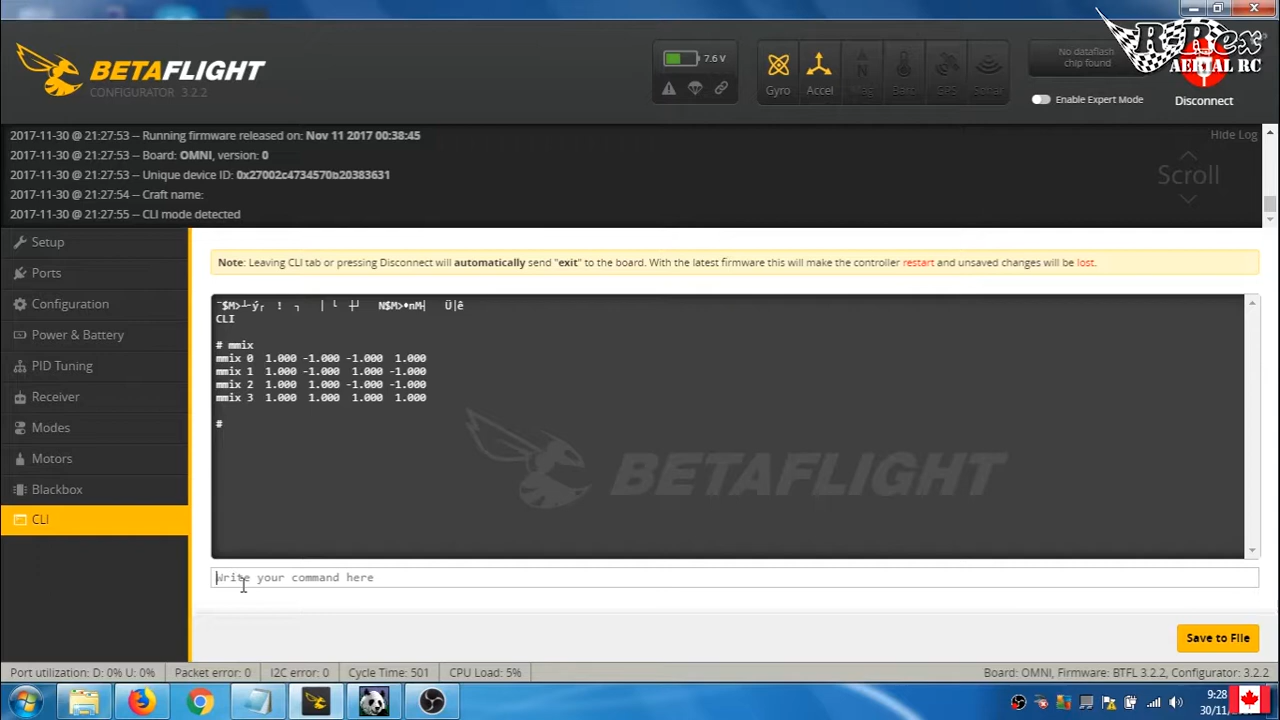 BETAFLIGHT
CONFIGURATOR 3.2.2
7.6 V
Gyro
Accel
Mag
Baro
GPS
Sonar
No dataflash
chip found
Enable Expert Mode
R-Rex
AERIAL RC
Disconnect
2017-11-30 @ 21:27:53 -- Running firmware released on: Nov 11 2017 00:38:45
2017-11-30 @ 21:27:53 -- Board: OMNI, version: 0
2017-11-30 @ 21:27:53 -- Unique device ID: 0x27002c4734570b20383631
2017-11-30 @ 21:27:54 -- Craft name:
2017-11-30 @ 21:27:55 -- CLI mode detected
Hide Log
Scroll
Setup
Ports
Configuration
Power & Battery
PID Tuning
Receiver
Modes
Motors
Blackbox
CLI
Note: Leaving CLI tab or pressing Disconnect will automatically send "exit" to the board. With the latest firmware this will make the controller restart and unsaved changes will be lost.
CLI
# mmix
mmix 0 1.000 -1.000 -1.000 1.000
mmix 1 1.000 -1.000 1.000 -1.000
mmix 2 1.000 1.000 -1.000 -1.000
mmix 3 1.000 1.000 1.000 1.000
#
BETAFLIGHT
Write your command here
Save to File
Port utilization: D: 0% U: 0%
Packet error: 0
I2C error: 0
Cycle Time: 501
CPU Load: 5%
Board: OMNI, Firmware: BTFL 3.2.2, Configurator: 3.2.2
9:28
30/11/